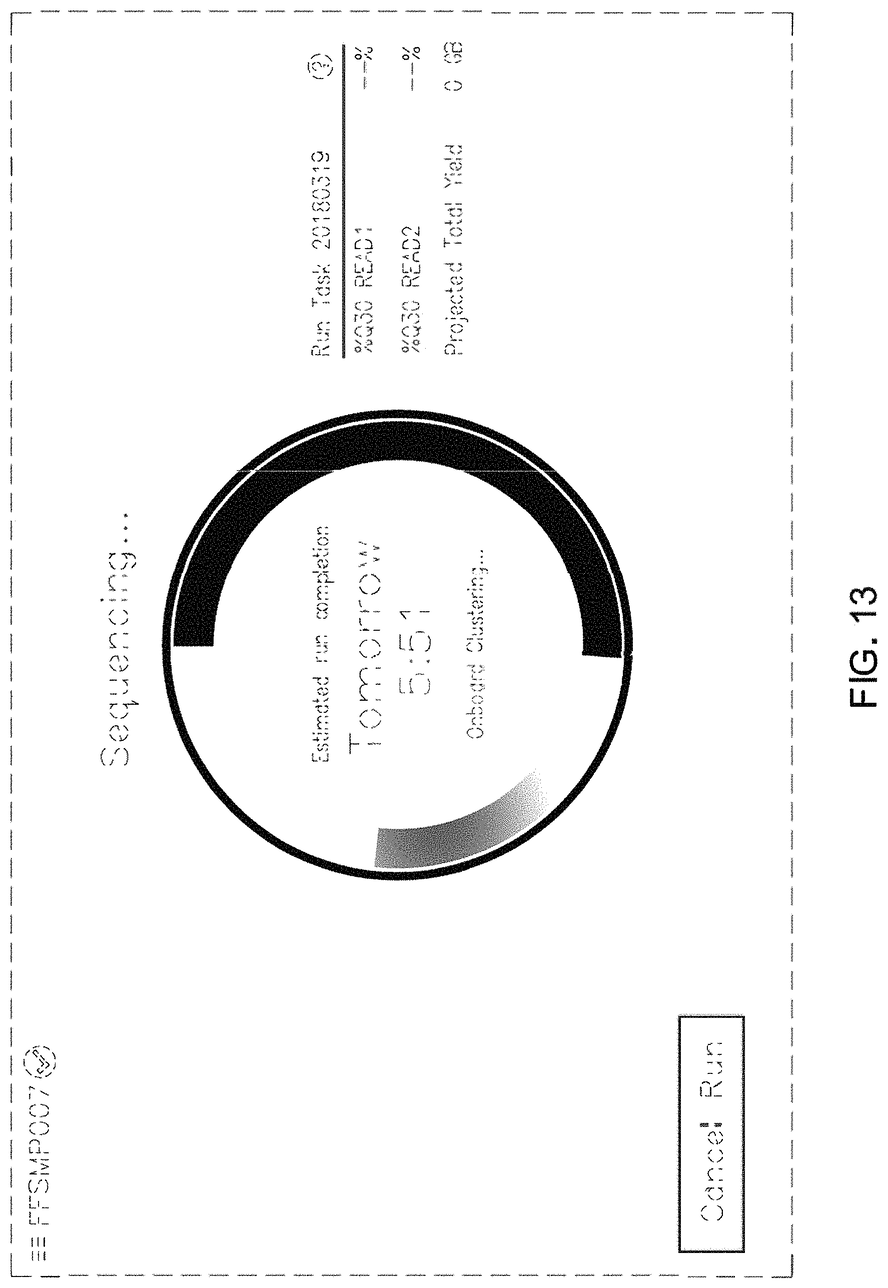 FFSMP007
Sequencing...
Estimated run completion
Tomorrow
5:51
Onboard Clustering...
Run Task 20180319 (?)
%Q30 READ1 --%
%Q30 READ2 --%
Projected Total Yield 0 GB
Cancel Run
FIG. 13